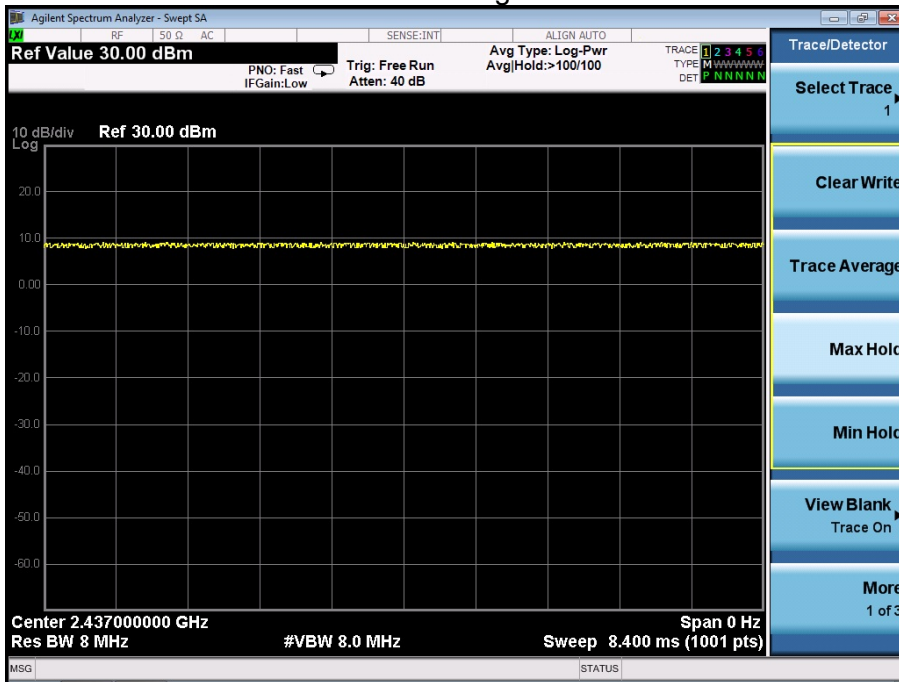 Agilent Spectrum Analyzer - Swept SA
LXI RF 50 Ω AC SENSE:INT ALIGN AUTO
Ref Value 30.00 dBm
PNO: Fast
IFGain:Low
Trig: Free Run
Atten: 40 dB
Avg Type: Log-Pwr
Avg|Hold:>100/100
TRACE 1 2 3 4 5 6
TYPE M WWWWW
DET P N N N N N
10 dB/div Ref 30.00 dBm
Log
20.0
10.0
0.00
-10.0
-20.0
-30.0
-40.0
-50.0
-60.0
Center 2.437000000 GHz Span 0 Hz
Res BW 8 MHz #VBW 8.0 MHz Sweep 8.400 ms (1001 pts)
MSG STATUS
Trace/Detector
Select Trace
1
Clear Write
Trace Average
Max Hold
Min Hold
View Blank
Trace On
More
1 of 3